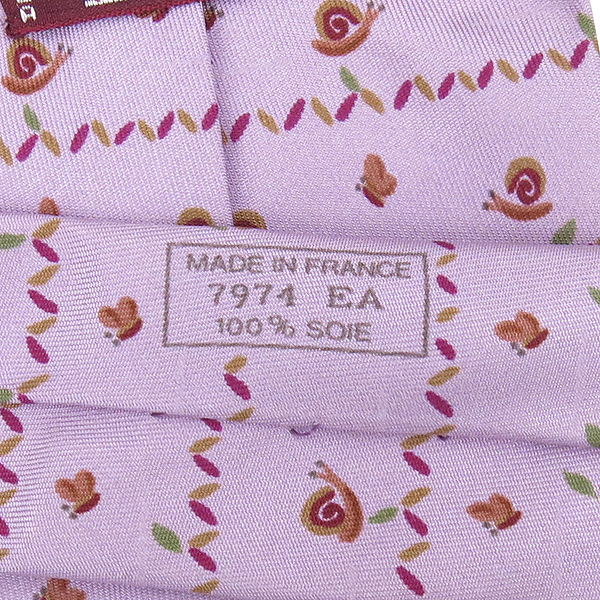 MADE IN FRANCE
7974 EA
100% SOIE